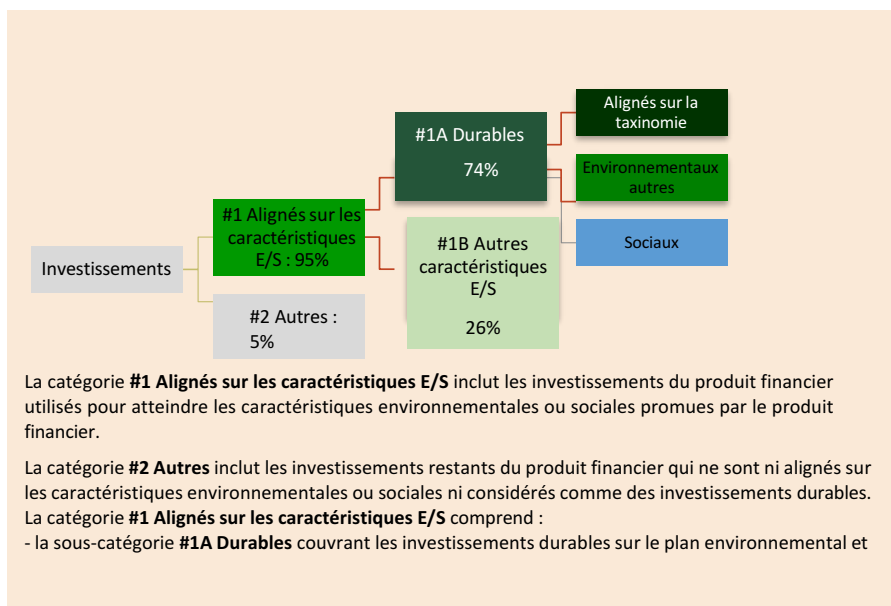 Investissements
#1 Alignés sur les
caractéristiques
E/S : 95%
#2 Autres :
5%
#1A Durables
74%
#1B Autres
caractéristiques
E/S
26%
Alignés sur la
taxinomie
Environnementaux
autres
Sociaux
La catégorie #1 Alignés sur les caractéristiques E/S inclut les investissements du produit financier
utilisés pour atteindre les caractéristiques environnementales ou sociales promues par le produit
financier.
La catégorie #2 Autres inclut les investissements restants du produit financier qui ne sont ni alignés sur
les caractéristiques environnementales ou sociales ni considérés comme des investissements durables.
La catégorie #1 Alignés sur les caractéristiques E/S comprend :
- la sous-catégorie #1A Durables couvrant les investissements durables sur le plan environnemental et